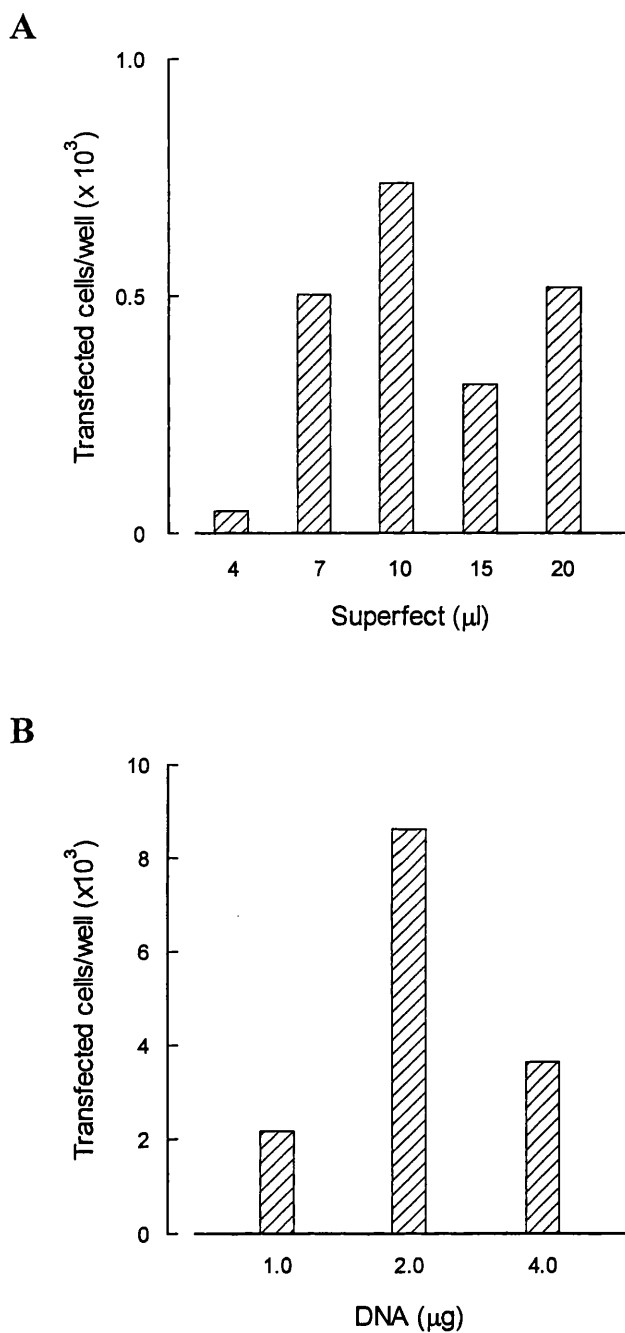 A
Transfected cells/well (x 10³)
1.0
0.5
0
4 7 10 15 20
Superfect (μl)
B
Transfected cells/well (x10³)
10
8
6
4
2
0
1.0 2.0 4.0
DNA (μg)